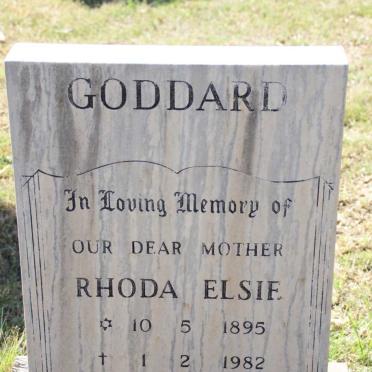 GODDARD
In Loving Memory of
OUR DEAR MOTHER
RHODA ELSIE
✡ 10 5 1895
† 1 2 1982